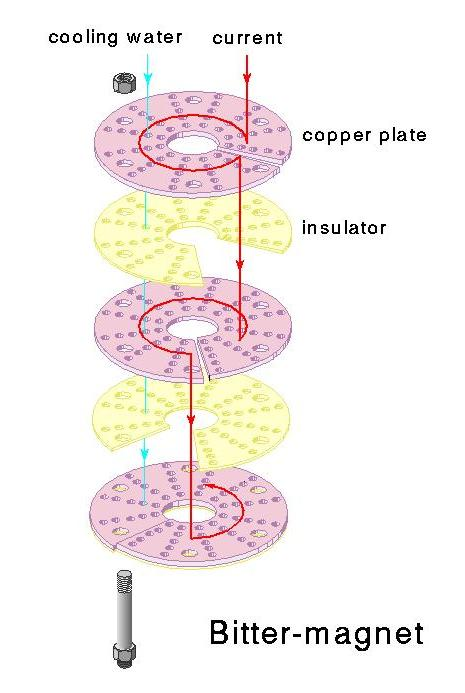 cooling water current
copper plate
insulator
Bitter-magnet